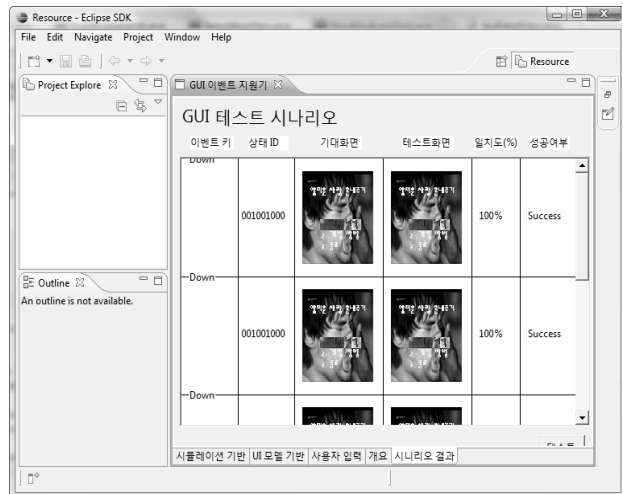 Resource - Eclipse SDK
File Edit Navigate Project Window Help
Resource
Project Explore
GUI 이벤트 지원기
GUI 테스트 시나리오
이벤트 키 상태 ID 기대화면 테스트화면 일치도(%) 성공여부
Down
001001000 100% Success
Down
001001000 100% Success
Down
Outline
An outline is not available.
시뮬레이션 기반 UI 모델 기반 사용자 입력 개요 시니리오 결과